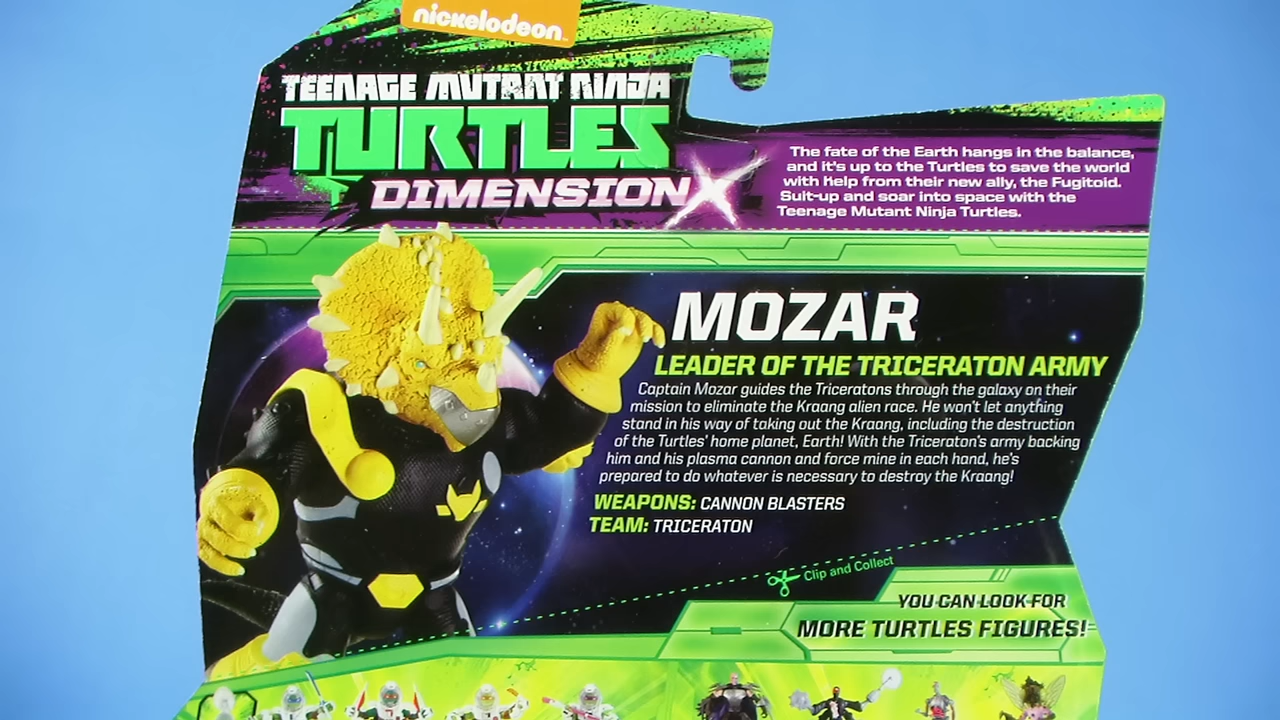 nickelodeon
TEENAGE MUTANT NINJA
TURTLES
DIMENSION X
The fate of the Earth hangs in the balance,
and it's up to the Turtles to save the world
with help from their new ally, the Fugitoid.
Suit-up and soar into space with the
Teenage Mutant Ninja Turtles.
MOZAR
LEADER OF THE TRICERATON ARMY
Captain Mozar guides the Triceratons through the galaxy on their
mission to eliminate the Kraang alien race. He won't let anything
stand in his way of taking out the Kraang, including the destruction
of the Turtles' home planet, Earth! With the Triceraton's army backing
him and his plasma cannon and force mine in each hand, he's
prepared to do whatever is necessary to destroy the Kraang!
WEAPONS: CANNON BLASTERS
TEAM: TRICERATON
Clip and Collect
YOU CAN LOOK FOR
MORE TURTLES FIGURES!